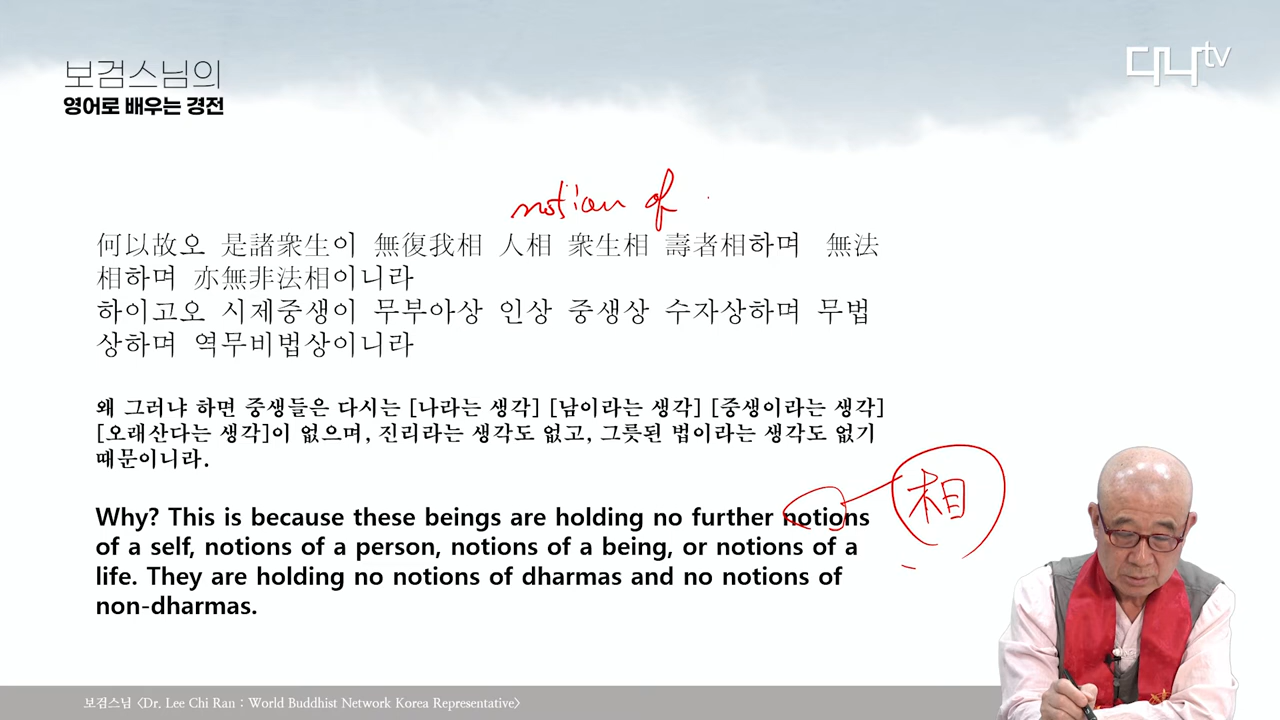 보검스님의
영어로 배우는 경전
다나tv
notion of
何以故오 是諸衆生이 無復我相 人相 衆生相 壽者相하며 無法
相하며 亦無非法相이니라
하이고오 시제중생이 무부아상 인상 중생상 수자상하며 무법
상하며 역무비법상이니라
왜 그러냐 하면 중생들은 다시는 [나라는 생각] [남이라는 생각] [중생이라는 생각]
[오래산다는 생각]이 없으며, 진리라는 생각도 없고, 그릇된 법이라는 생각도 없기
때문이니라.
相
Why? This is because these beings are holding no further notions
of a self, notions of a person, notions of a being, or notions of a
life. They are holding no notions of dharmas and no notions of
non-dharmas.
보검스님 <Dr. Lee Chi Ran : World Buddhist Network Korea Representative>